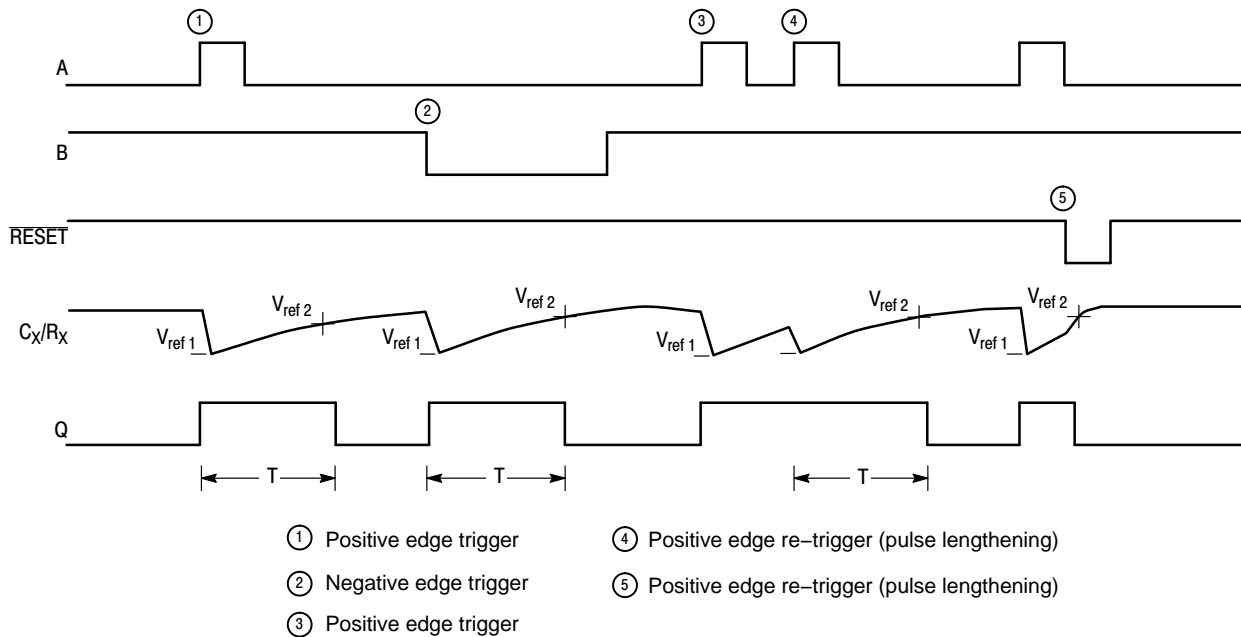 1 3 4
A
2
B
5
RESET
Vref 2 Vref 2 Vref 2 Vref 2
CX/RX
Vref 1 Vref 1 Vref 1 Vref 1
Q
T T T
1 Positive edge trigger
2 Negative edge trigger
3 Positive edge trigger
4 Positive edge re−trigger (pulse lengthening)
5 Positive edge re−trigger (pulse lengthening)